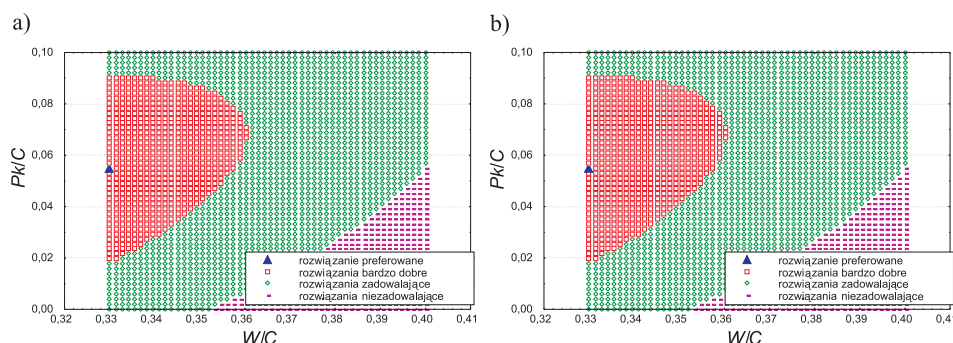 a)
Pk/C
0,10
0,08
0,06
0,04
0,02
0,00
0,32 0,33 0,34 0,35 0,36 0,37 0,38 0,39 0,40 0,41
W/C
rozwiązanie preferowane
rozwiązania bardzo dobre
rozwiązania zadowalające
rozwiązania niezadowalające
b)
Pk/C
0,10
0,08
0,06
0,04
0,02
0,00
0,32 0,33 0,34 0,35 0,36 0,37 0,38 0,39 0,40 0,41
W/C
rozwiązanie preferowane
rozwiązania bardzo dobre
rozwiązania zadowalające
rozwiązania niezadowalające